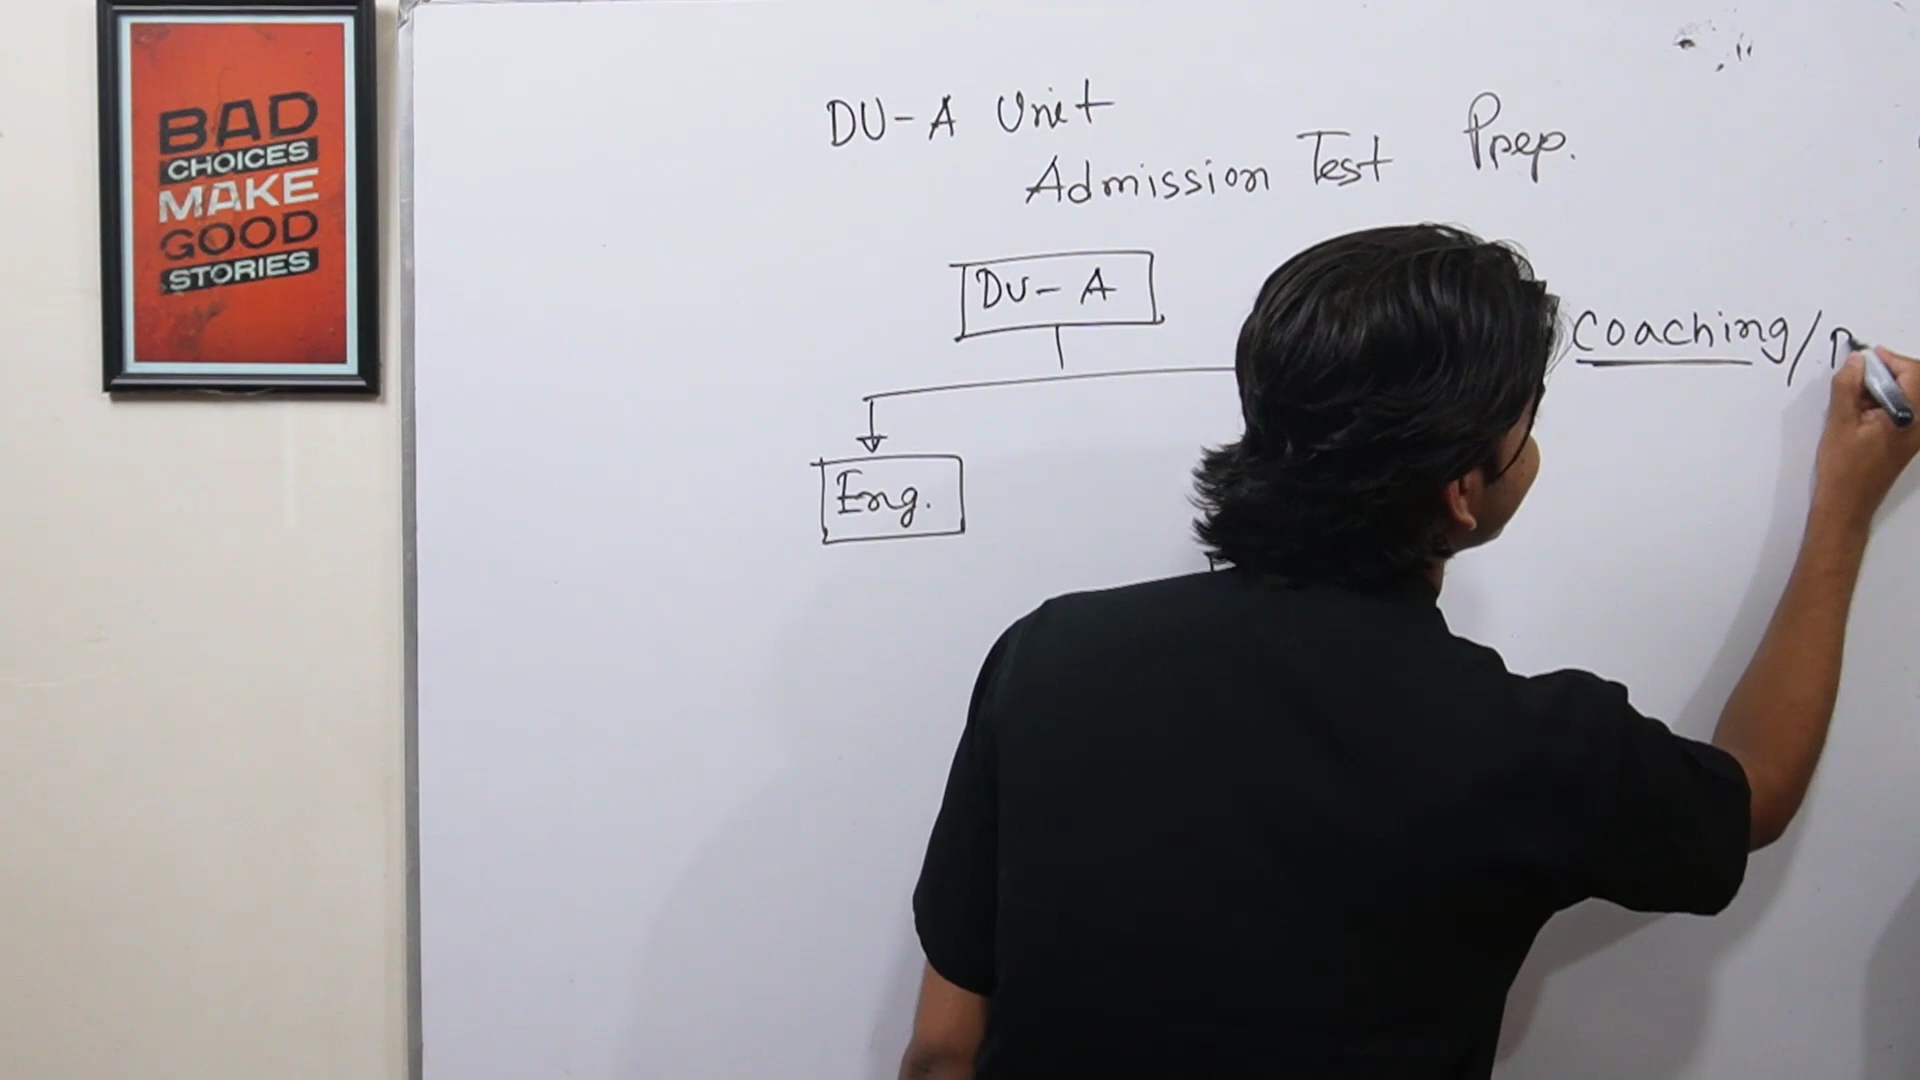 BAD
CHOICES
MAKE
GOOD
STORIES
DU-A Unit
Admission Test Prep.
DU-A
Coaching/
Eng.